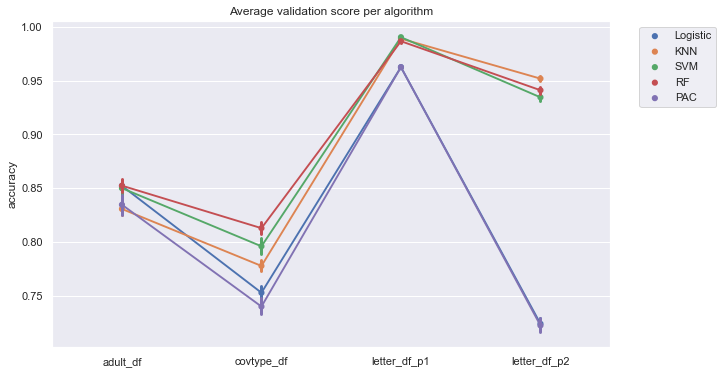 Average validation score per algorithm
1.00
0.95
0.90
0.85
0.80
0.75
accuracy
adult_df
covtype_df
letter_df_p1
letter_df_p2
Logistic
KNN
SVM
RF
PAC